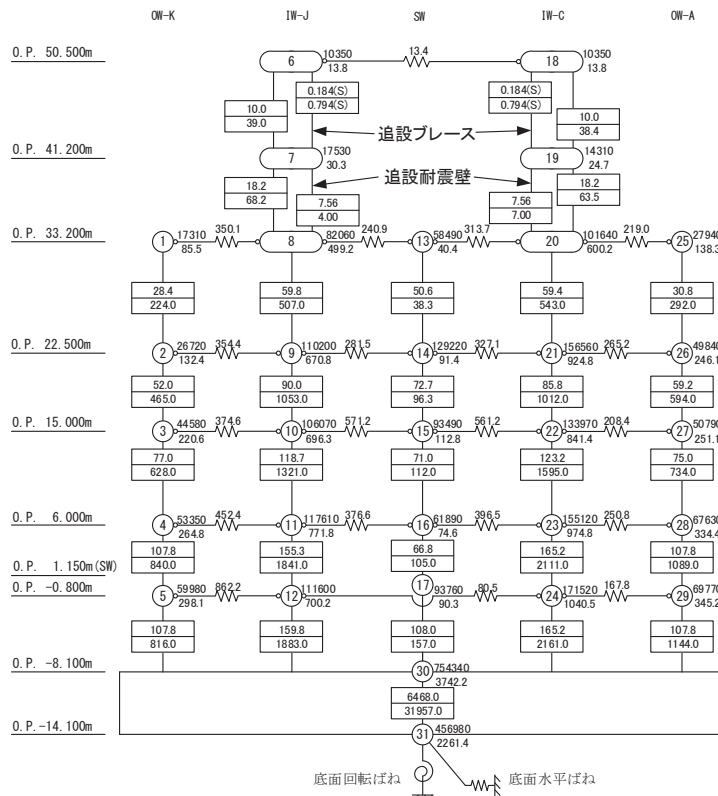 OW-K IW-J SW IW-C OW-A
O.P. 50.500m 6 10350 13.4 18 10350
13.8 13.8
0.184(S) 0.184(S)
0.794(S) 0.794(S)
10.0 10.0
39.0 追設ブレース 38.4
O.P. 41.200m 7 17530 19 14310
30.3 24.7
18.2 追設耐震壁 18.2
68.2 63.5
7.56 7.56
4.00 7.00
O.P. 33.200m 1 17310 350.1 8 82060 240.9 13 58490 313.7 20 101640 219.0 25 27940
85.5 499.2 40.4 600.2 138.3
28.4 59.8 50.6 59.4 30.8
224.0 507.0 38.3 543.0 292.0
O.P. 22.500m 2 26720 354.4 9 110200 281.5 14 129220 327.1 21 156560 265.2 26 49840
132.4 670.8 91.4 924.8 246.1
52.0 90.0 72.7 85.8 59.2
465.0 1053.0 96.3 1012.0 594.0
O.P. 15.000m 3 44580 374.6 10 106070 571.2 15 93490 561.2 22 133970 208.4 27 50790
220.6 696.3 112.8 841.4 251.1
77.0 118.7 71.0 123.2 75.0
628.0 1321.0 112.0 1595.0 734.0
O.P. 6.000m 4 53350 452.4 11 117610 376.6 16 61890 396.5 23 155120 250.8 28 67630
264.8 771.8 74.6 974.8 334.4
107.8 155.3 66.8 165.2 107.8
840.0 1841.0 105.0 2111.0 1089.0
O.P. 1.150m(SW) 17
O.P. -0.800m 5 59980 862.2 12 111600 93760 80.5 24 171520 167.8 29 69770
298.1 700.2 90.3 1040.5 345.2
107.8 159.8 108.0 165.2 107.8
816.0 1883.0 157.0 2161.0 1144.0
O.P. -8.100m 30 754340
3742.2
6468.0
31957.0
O.P.-14.100m 31 456980
2261.4
底面回転ばね 底面水平ばね